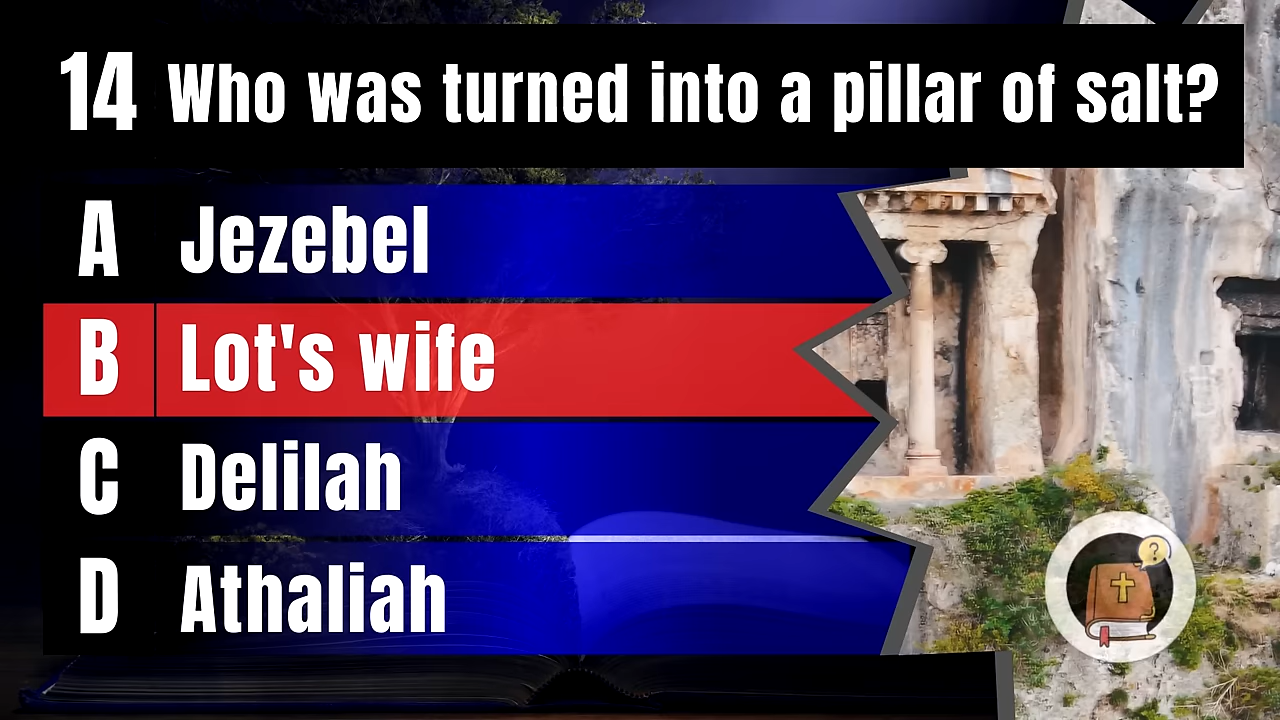 14 Who was turned into a pillar of salt?
A Jezebel
B Lot's wife
C Delilah
D Athaliah
?